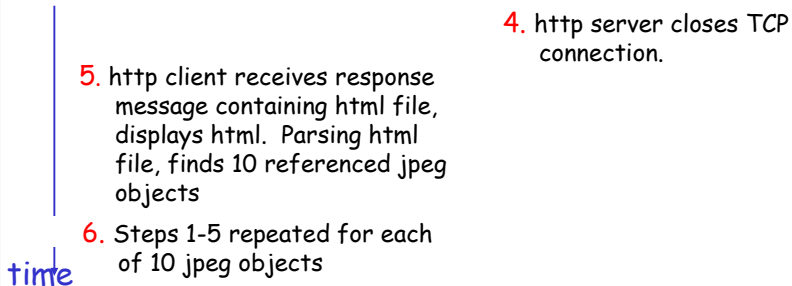 4. http server closes TCP
connection.
5. http client receives response
message containing html file,
displays html. Parsing html
file, finds 10 referenced jpeg
objects
6. Steps 1-5 repeated for each
of 10 jpeg objects
time